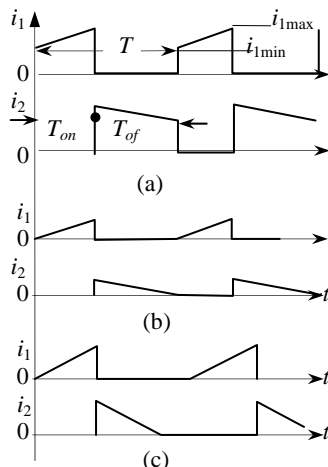 i₁ T i₁max
i₁min
0
i₂
Ton Tof
0
(a)
i₁
0
i₂
0 t
(b)
i₁
0 t
i₂
0 t
(c)